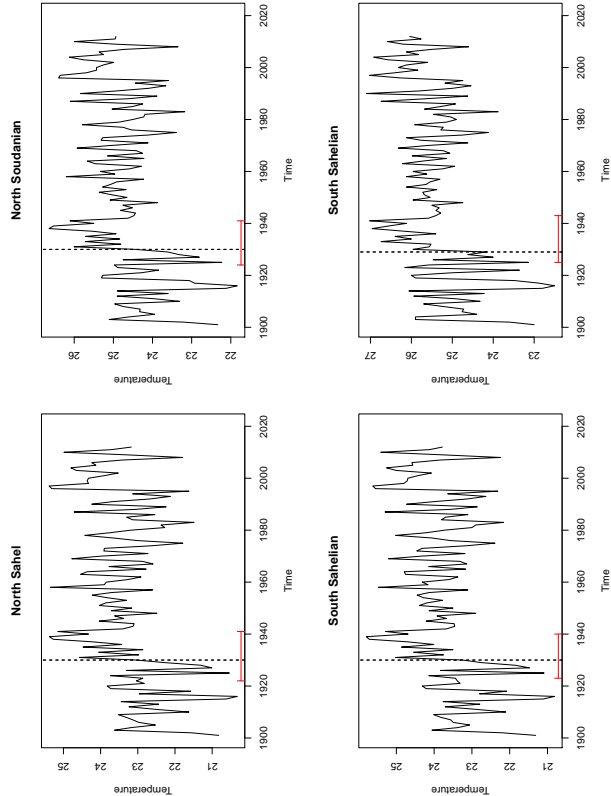 North Soudanian
Temperature
22 23 24 25 26
1900 1920 1940 1960 1980 2000 2020
Time
South Sahelian
Temperature
23 24 25 26 27
1900 1920 1940 1960 1980 2000 2020
Time
North Sahel
Temperature
21 22 23 24 25
1900 1920 1940 1960 1980 2000 2020
Time
South Sahelian
Temperature
21 22 23 24 25
1900 1920 1940 1960 1980 2000 2020
Time